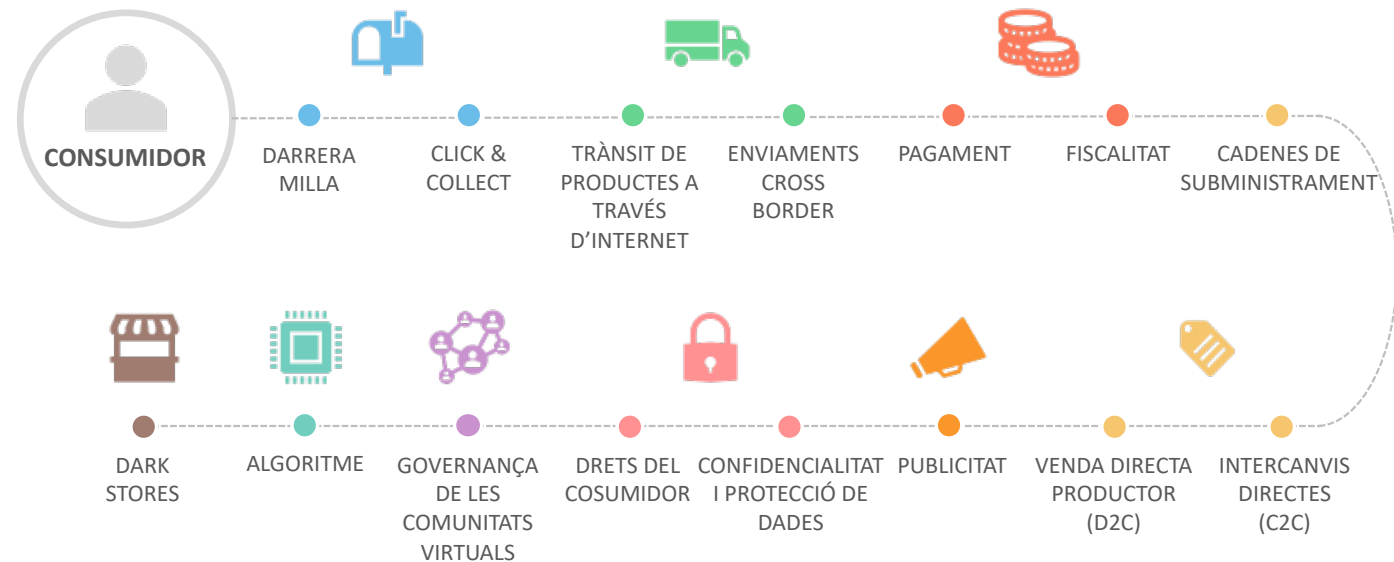 CONSUMIDOR
DARRERA
MILLA
CLICK &
COLLECT
TRÀNSIT DE
PRODUCTES A
TRAVÉS
D'INTERNET
ENVIAMENTS
CROSS
BORDER
PAGAMENT
FISCALITAT
CADENES DE
SUBMINISTRAMENT
DARK
STORES
ALGORITME
GOVERNANÇA
DE LES
COMUNITATS
VIRTUALS
DRETS DEL
COSUMIDOR
CONFIDENCIALITAT
I PROTECCIÓ DE
DADES
PUBLICITAT
VENDA DIRECTA
PRODUCTOR
(D2C)
INTERCANVIS
DIRECTES
(C2C)